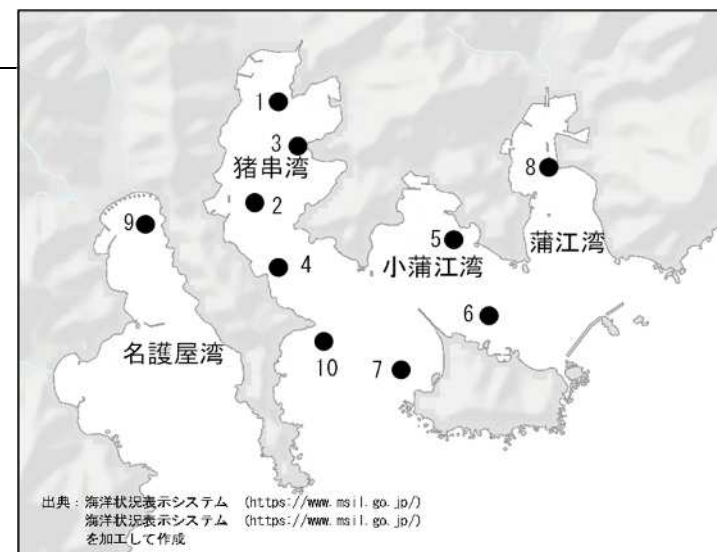 1
3
猪串湾
2
9
8
5
小蒲江湾
蒲江湾
4
6
名護屋湾
10
7
出典：海洋状況表示システム (https://www.msil.go.jp/)
海洋状況表示システム (https://www.msil.go.jp/)
を加工して作成